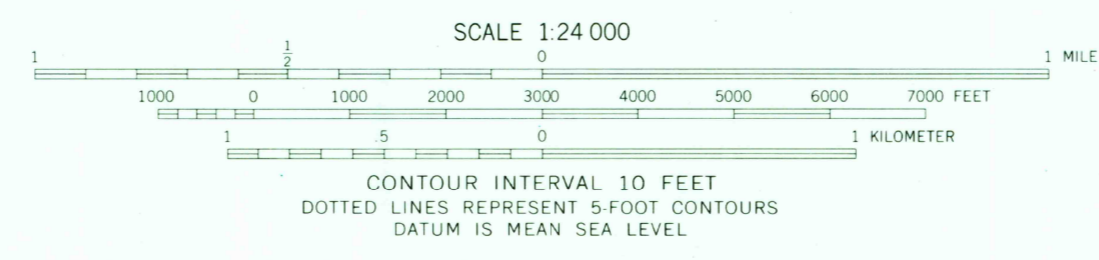 SCALE 1:24 000
1 1/2 0 1 MILE
1000 0 1000 2000 3000 4000 5000 6000 7000 FEET
1 .5 0 1 KILOMETER
CONTOUR INTERVAL 10 FEET
DOTTED LINES REPRESENT 5-FOOT CONTOURS
DATUM IS MEAN SEA LEVEL